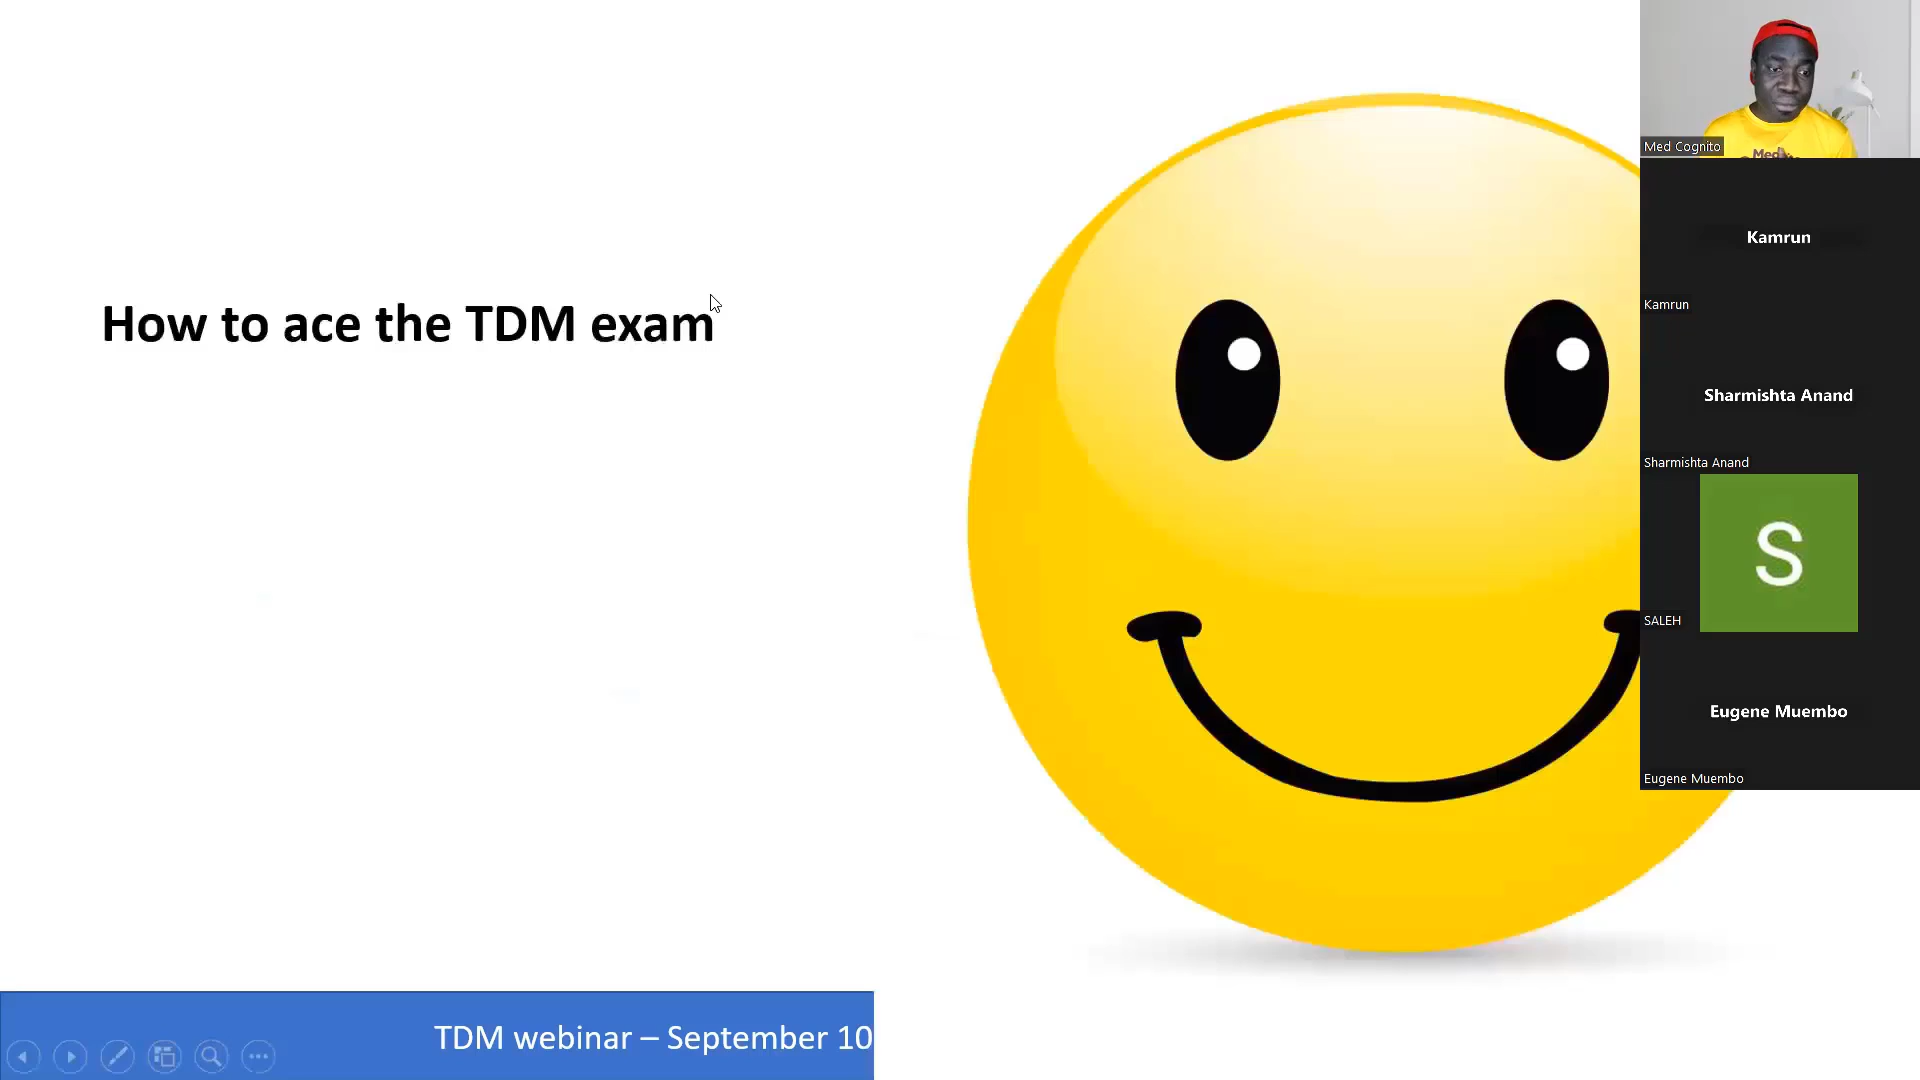 How to ace the TDM exam
TDM webinar – September 10
Med Cognito
Med
Kamrun
Kamrun
Sharmishta Anand
Sharmishta Anand
S
SALEH
Eugene Muembo
Eugene Muembo